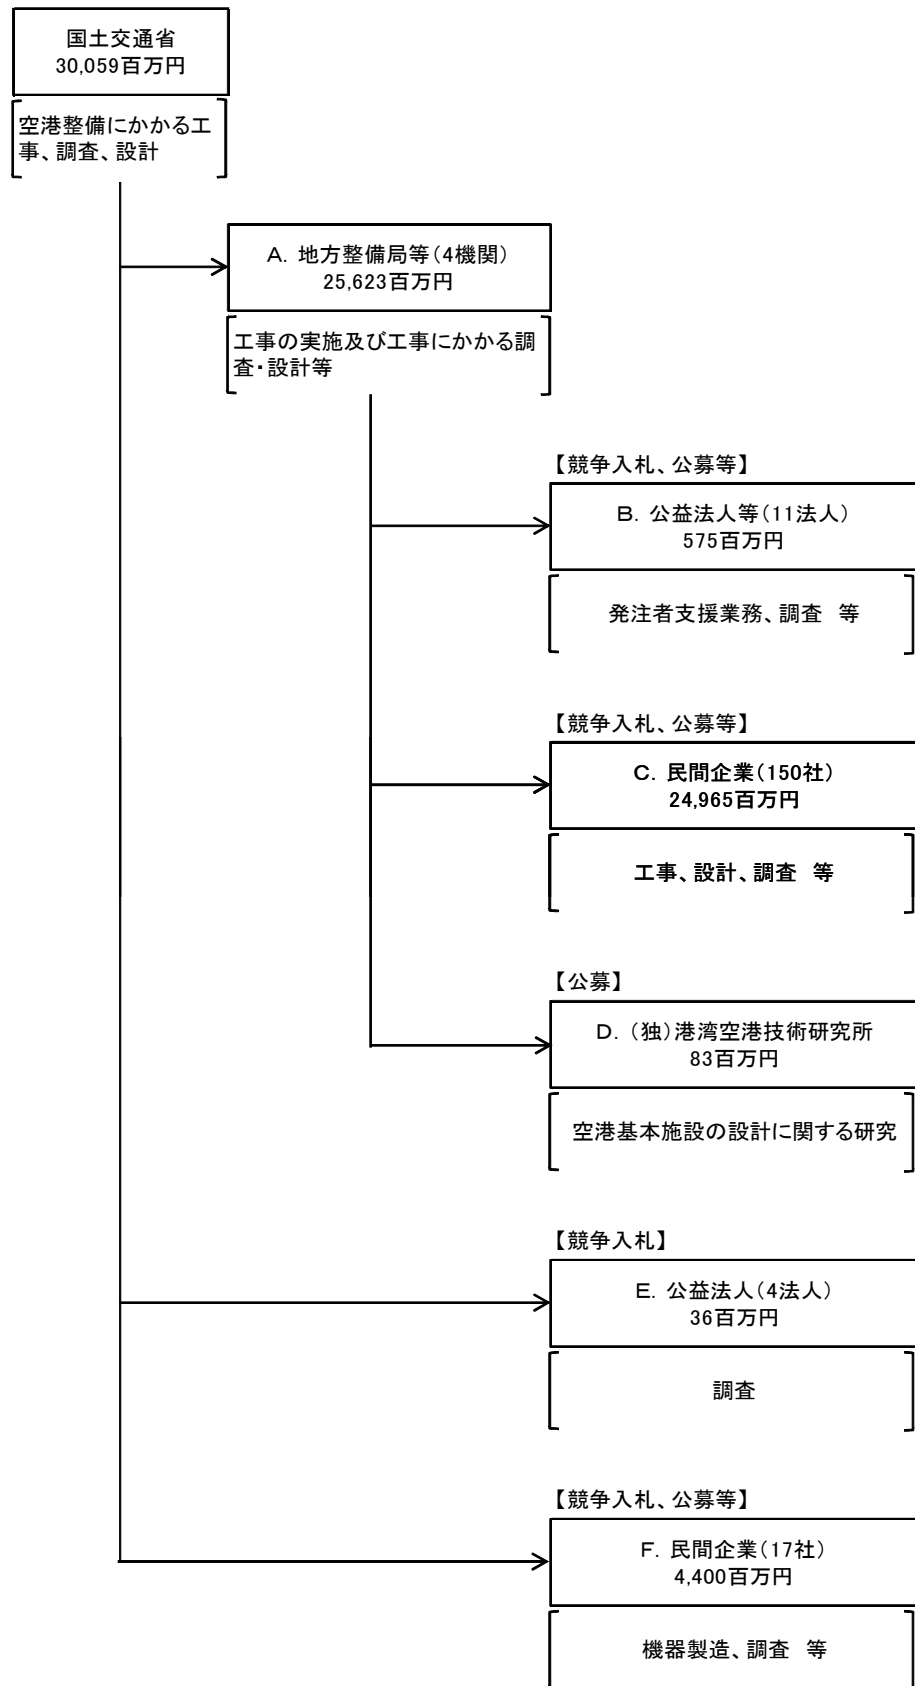 国土交通省
30,059百万円
空港整備にかかる工
事、調査、設計
A．地方整備局等（4機関）
25,623百万円
工事の実施及び工事にかかる調
査・設計等
【競争入札、公募等】
B．公益法人等（11法人）
575百万円
発注者支援業務、調査　等
【競争入札、公募等】
C．民間企業（150社）
24,965百万円
工事、設計、調査　等
【公募】
D．（独）港湾空港技術研究所
83百万円
空港基本施設の設計に関する研究
【競争入札】
E．公益法人（4法人）
36百万円
調査
【競争入札、公募等】
F．民間企業（17社）
4,400百万円
機器製造、調査　等